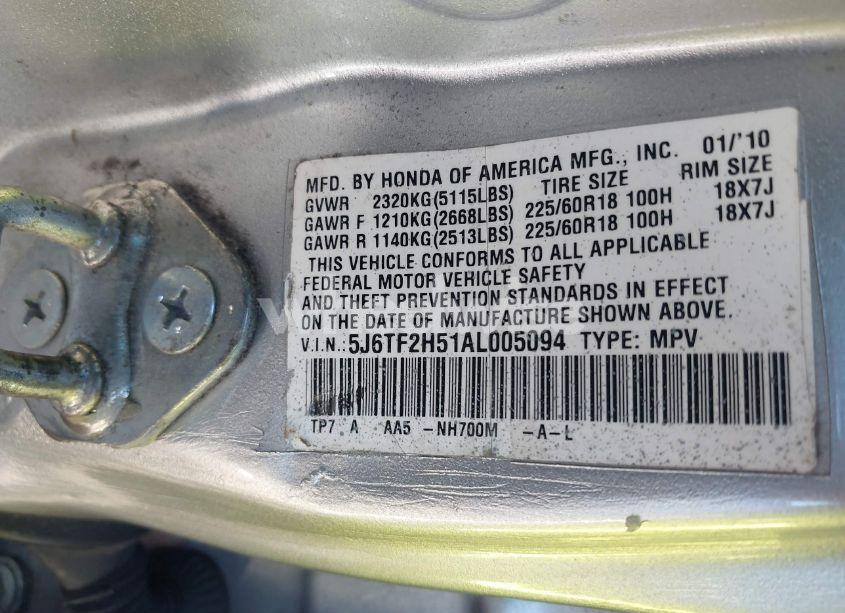 MFD. BY HONDA OF AMERICA MFG., INC. 01/'10
GVWR 2320KG(5115LBS) TIRE SIZE RIM SIZE
GAWR F 1210KG(2668LBS) 225/60R18 100H 18X7J
GAWR R 1140KG(2513LBS) 225/60R18 100H 18X7J
THIS VEHICLE CONFORMS TO ALL APPLICABLE
FEDERAL MOTOR VEHICLE SAFETY
AND THEFT PREVENTION STANDARDS IN EFFECT
ON THE DATE OF MANUFACTURE SHOWN ABOVE.
V.I.N.: 5J6TF2H51AL005094 TYPE: MPV
TP7 A AA5 -NH700M -A-L